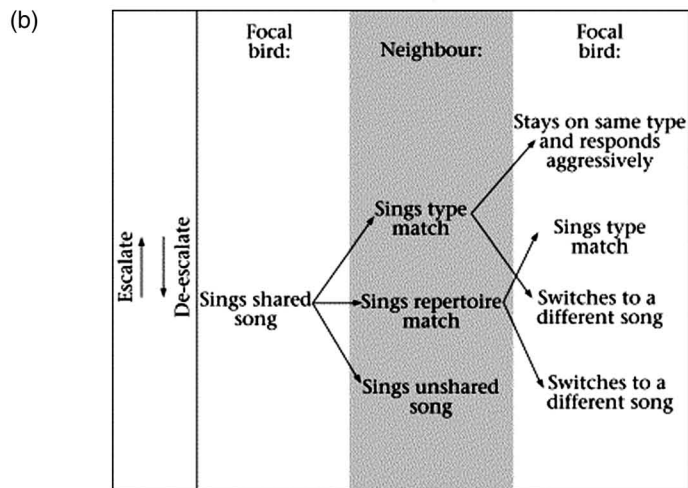 (b)
Focal
bird:
Neighbour:
Focal
bird:
Escalate
De-escalate
Sings shared
song
Sings type
match
Sings repertoire
match
Sings unshared
song
Stays on same type
and responds
aggressively
Sings type
match
Switches to a
different song
Switches to a
different song